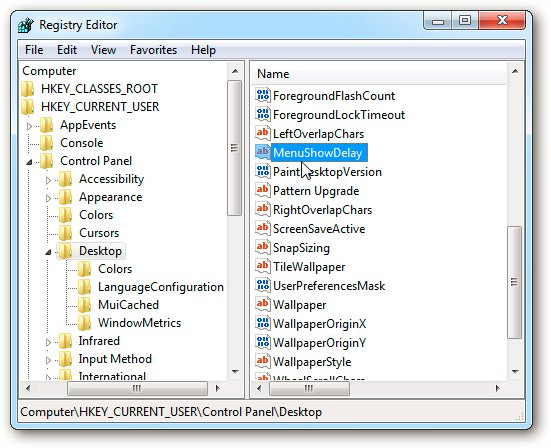 Registry Editor
File Edit View Favorites Help
Computer
HKEY_CLASSES_ROOT
HKEY_CURRENT_USER
AppEvents
Console
Control Panel
Accessibility
Appearance
Colors
Cursors
Desktop
Colors
LanguageConfiguration
MuiCached
WindowMetrics
Infrared
Input Method
International
Name
ForegroundFlashCount
ForegroundLockTimeout
LeftOverlapChars
MenuShowDelay
PaintDesktopVersion
Pattern Upgrade
RightOverlapChars
ScreenSaveActive
SnapSizing
TileWallpaper
UserPreferencesMask
Wallpaper
WallpaperOriginX
WallpaperOriginY
WallpaperStyle
WheelScrollChars
Computer\HKEY_CURRENT_USER\Control Panel\Desktop